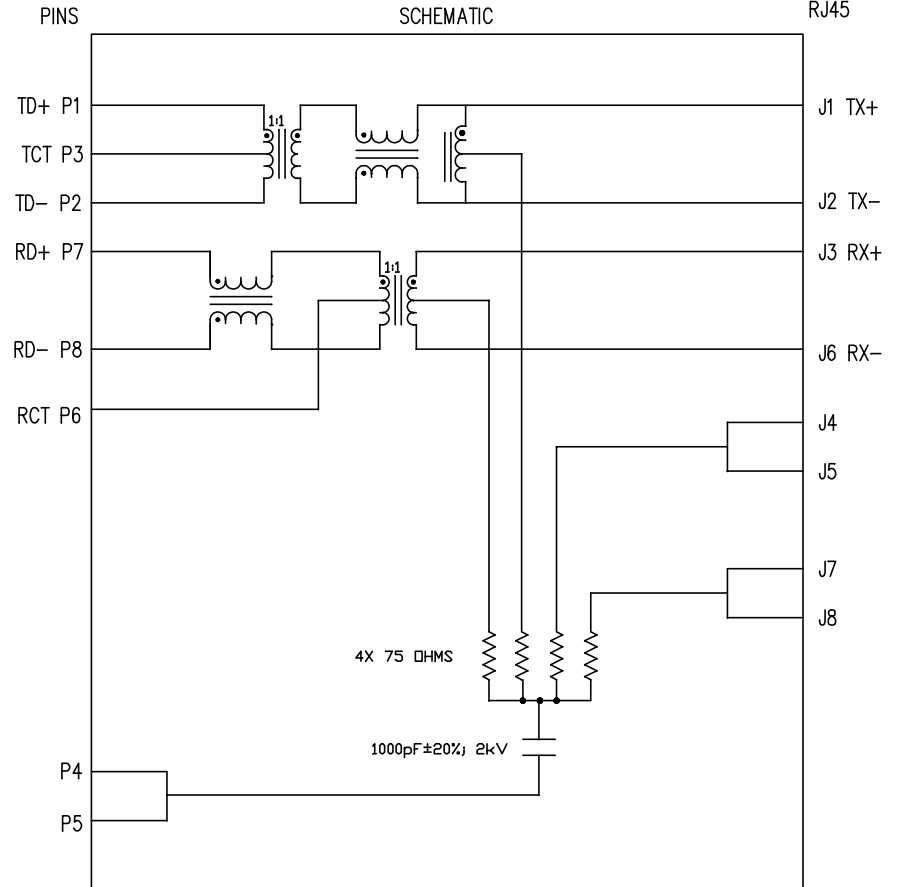 PINS SCHEMATIC RJ45
TD+ P1 1:1 J1 TX+
TCT P3
TD- P2 J2 TX-
RD+ P7 1:1 J3 RX+
RD- P8 J6 RX-
RCT P6 J4
J5
J7
J8
4X 75 OHMS
1000pF±20%; 2kV
P4
P5